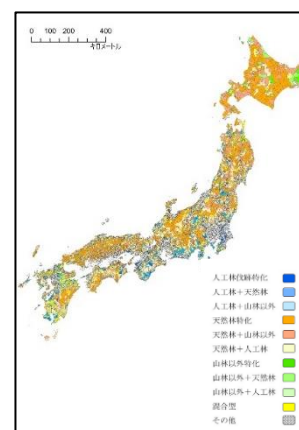 0 100 200 400
キロメートル
人工林伐跡特化
人工林＋天然林
人工林＋山林以外
天然林特化
天然林＋山林以外
天然林＋人工林
山林以外特化
山林以外＋天然林
山林以外＋人工林
混合型
その他